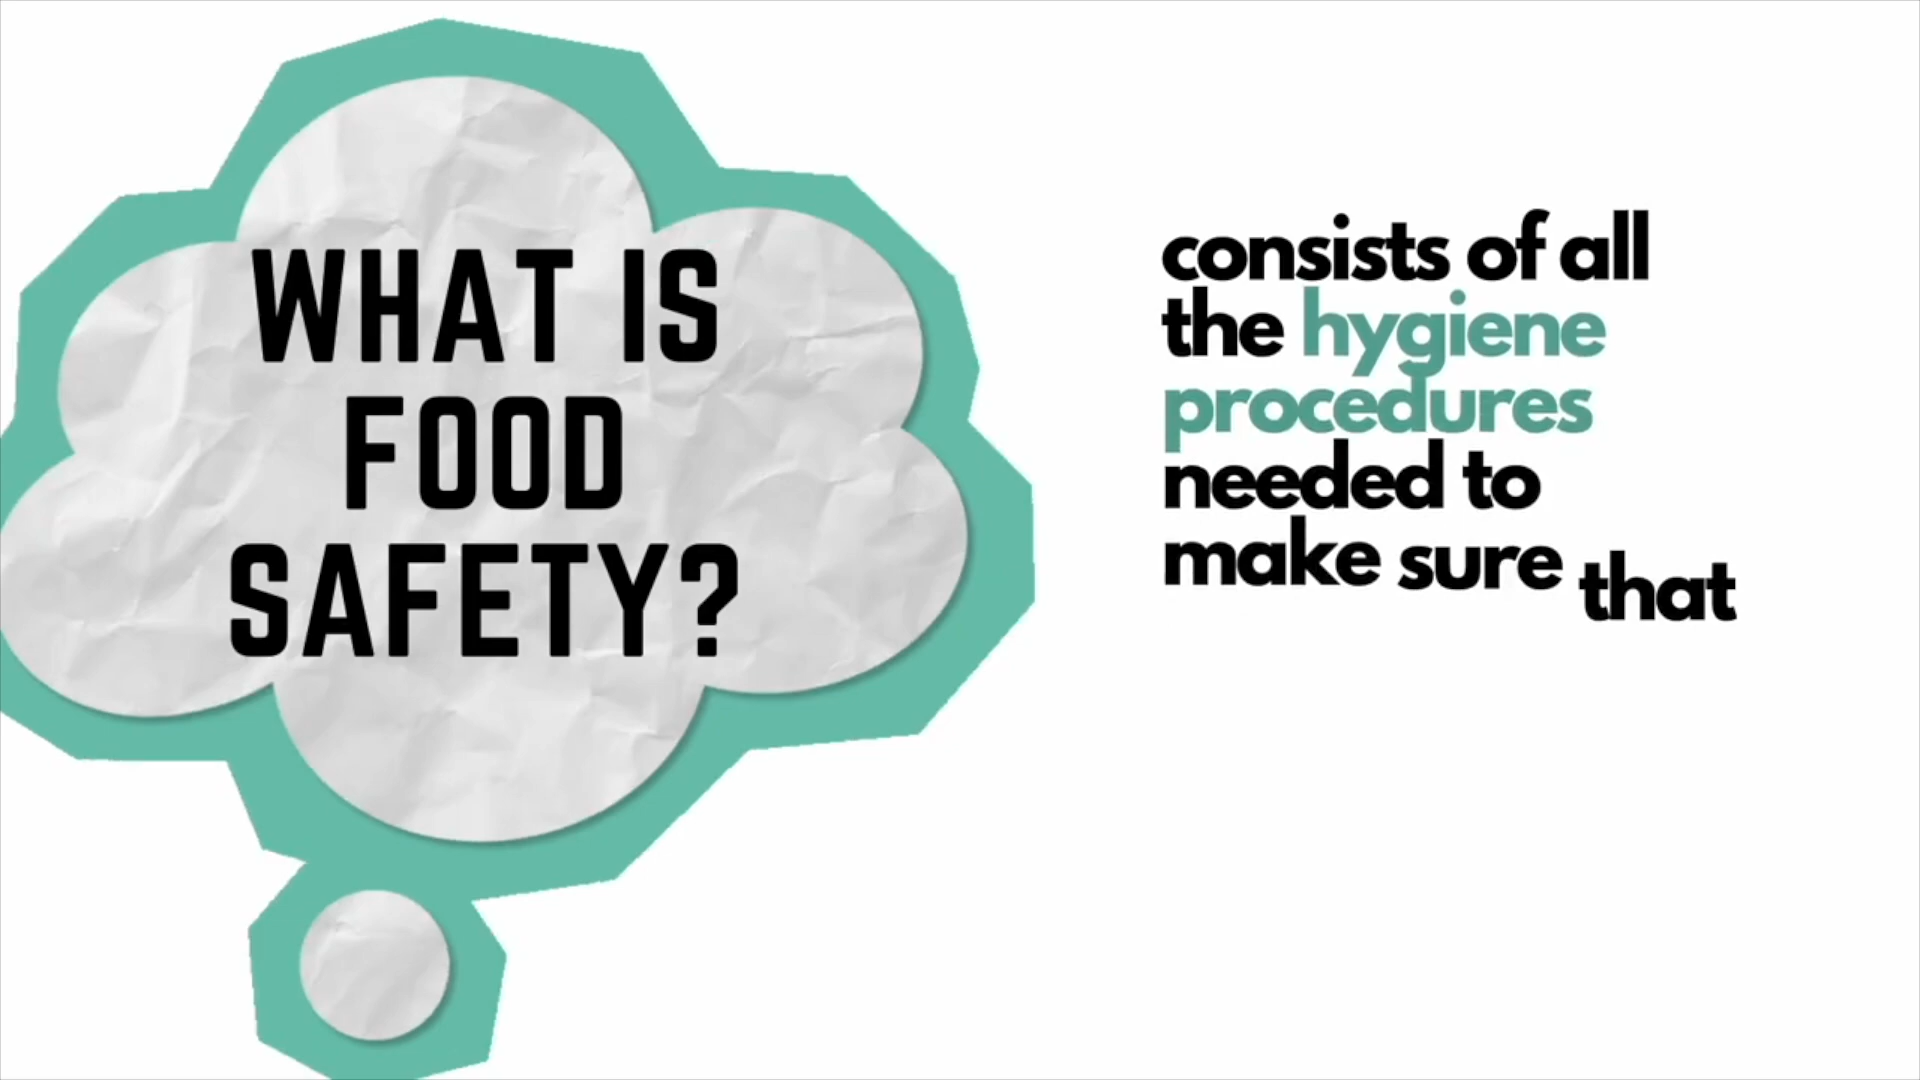 WHAT IS
FOOD
SAFETY?
consists of all
the hygiene
procedures
needed to
make sure that